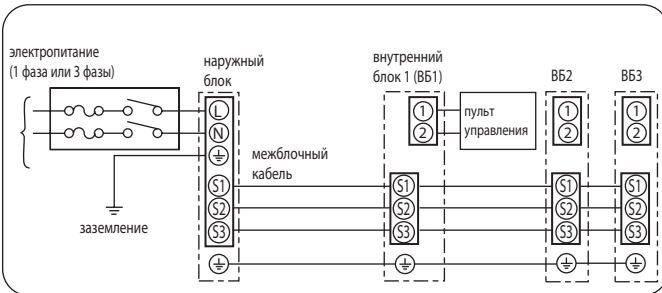 электропитание
(1 фаза или 3 фазы)
наружный
блок
внутренний
блок 1 (ВБ1)
ВБ2
ВБ3
L
N
1
2
пульт
управления
1
2
1
2
межблочный
кабель
заземление
S1
S2
S3
S1
S2
S3
S1
S2
S3
S1
S2
S3